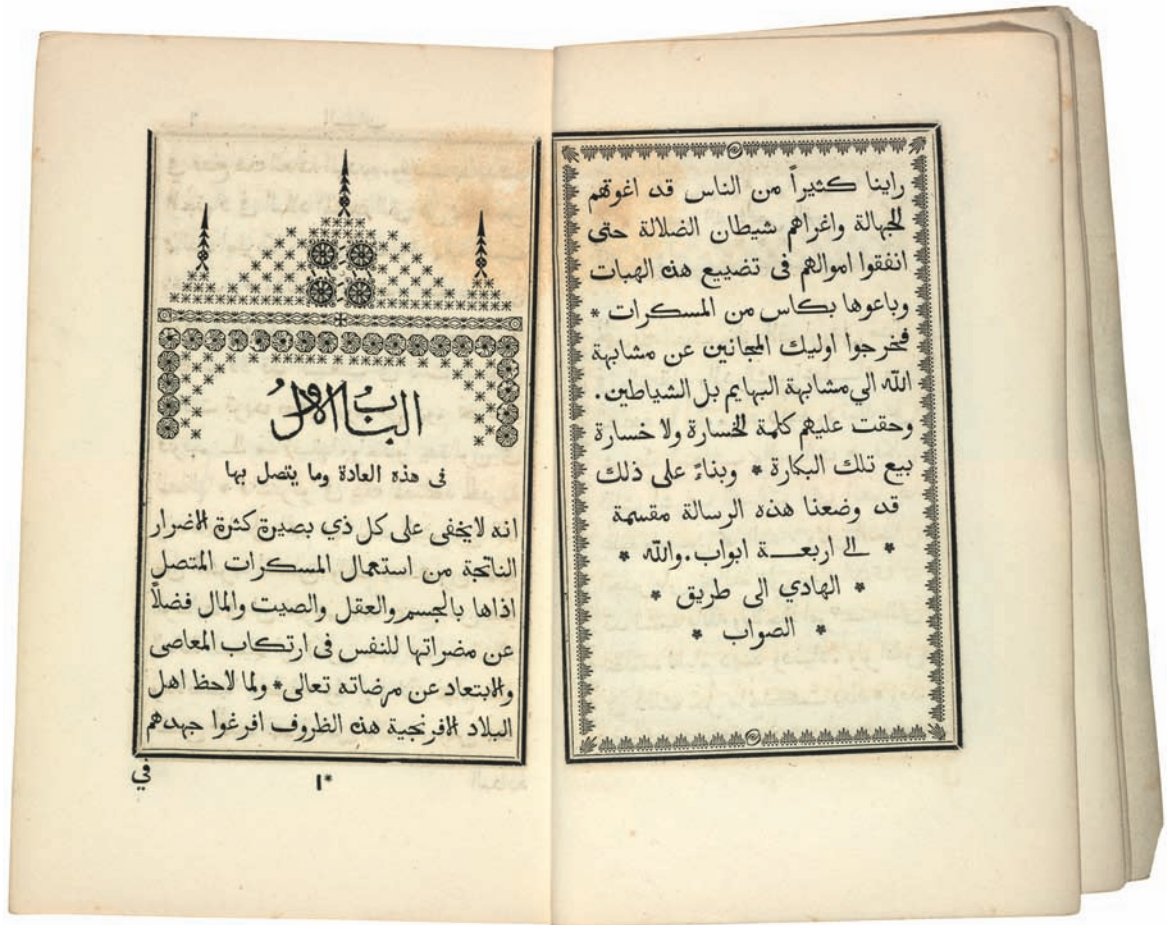 راينا كثيراً من الناس قد اغوتهم
الجهالة واغراهم شيطان الضلالة حتى
انفقوا اموالهم فى تضييع هذه الهبات
وباعوها بكاس من المسكرات *
فخرجوا اوليك المجانين عن مشابهة
الله الي مشابهة البهايم بل الشياطين.
وحقت عليهم كلمة الخسارة ولا خسارة
بيع تلك البكارة * وبناءً على ذلك
قد وضعنا هذه الرسالة مقسمة
* الى اربعــة ابواب. والله *
* الهادي الى طريق *
* الصواب *
الباب الاول
فى هذه العادة وما يتصل بها
انه لا يخفى على كل ذي بصيرة كثرة الاضرار
الناتجة من استعمال المسكرات المتصل
اذاها بالجسم والعقل والصيت والمال فضلاً
عن مضراتها للنفس فى ارتكاب المعاصى
والابتعاد عن مرضاته تعالى * ولما لاحظ اهل
البلاد الافرنجية هذه الظروف افرغوا جهدهم
في
١*